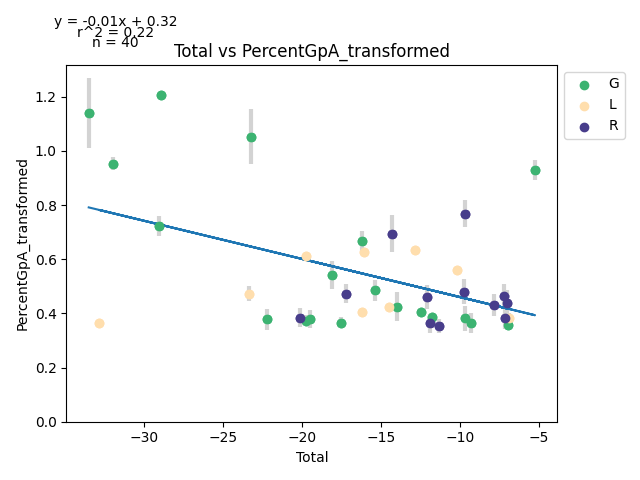 y = -0.01x + 0.32
r^2 = 0.22
n = 40
Total vs PercentGpA_transformed
G
L
R
PercentGpA_transformed
1.2
1.0
0.8
0.6
0.4
0.2
0.0
−30
−25
−20
−15
−10
−5
Total